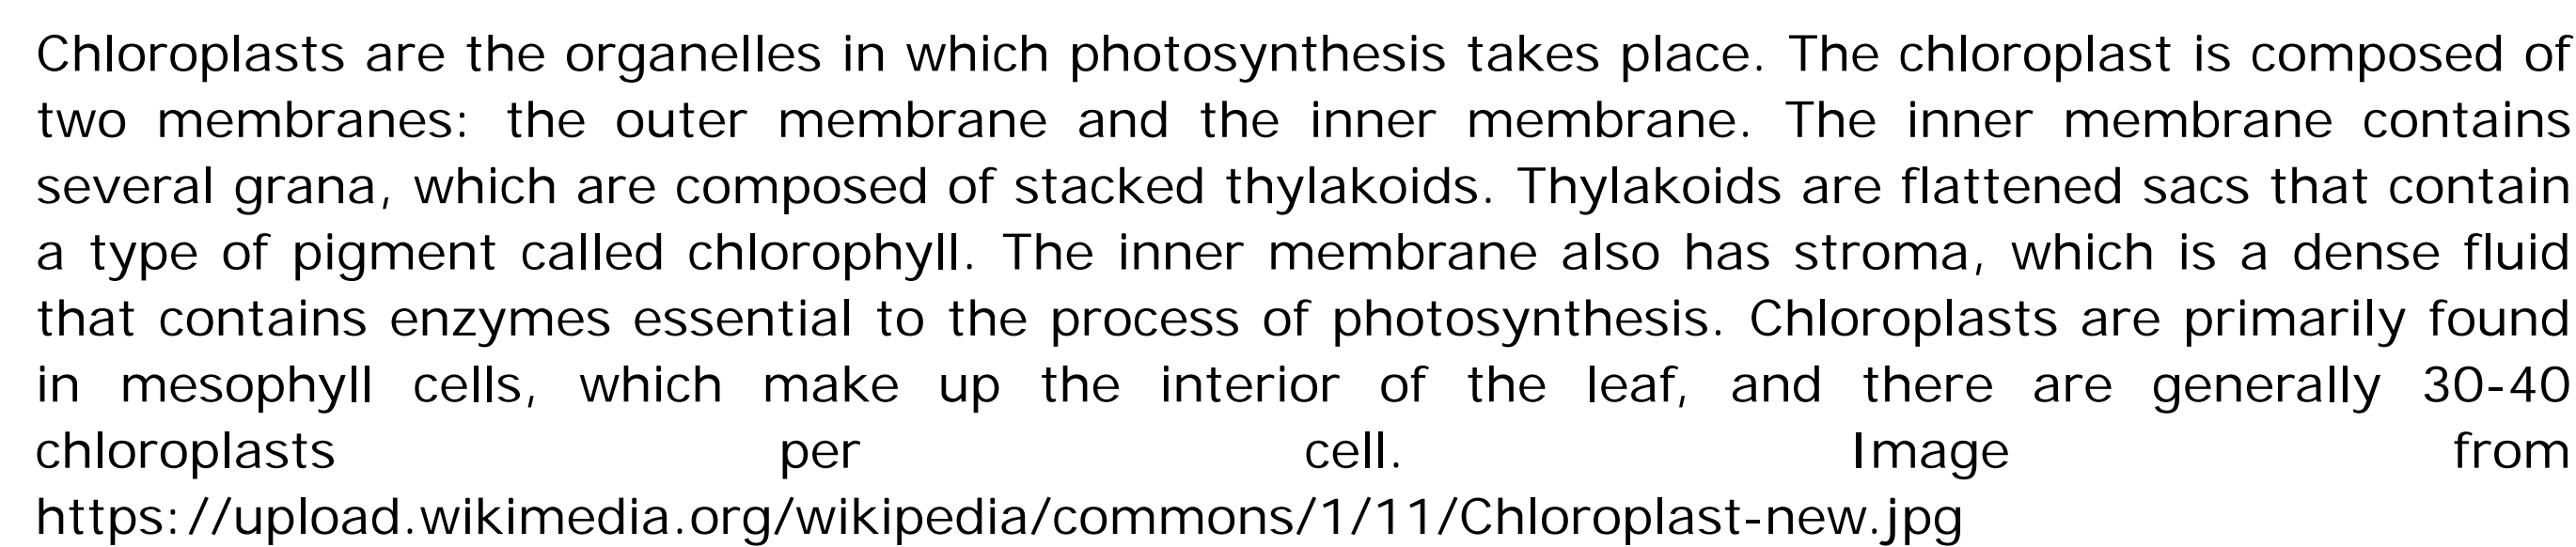 Chloroplasts are the organelles in which photosynthesis takes place. The chloroplast is composed of
two membranes: the outer membrane and the inner membrane. The inner membrane contains
several grana, which are composed of stacked thylakoids. Thylakoids are flattened sacs that contain
a type of pigment called chlorophyll. The inner membrane also has stroma, which is a dense fluid
that contains enzymes essential to the process of photosynthesis. Chloroplasts are primarily found
in mesophyll cells, which make up the interior of the leaf, and there are generally 30-40
chloroplasts per cell. Image from
https://upload.wikimedia.org/wikipedia/commons/1/11/Chloroplast-new.jpg